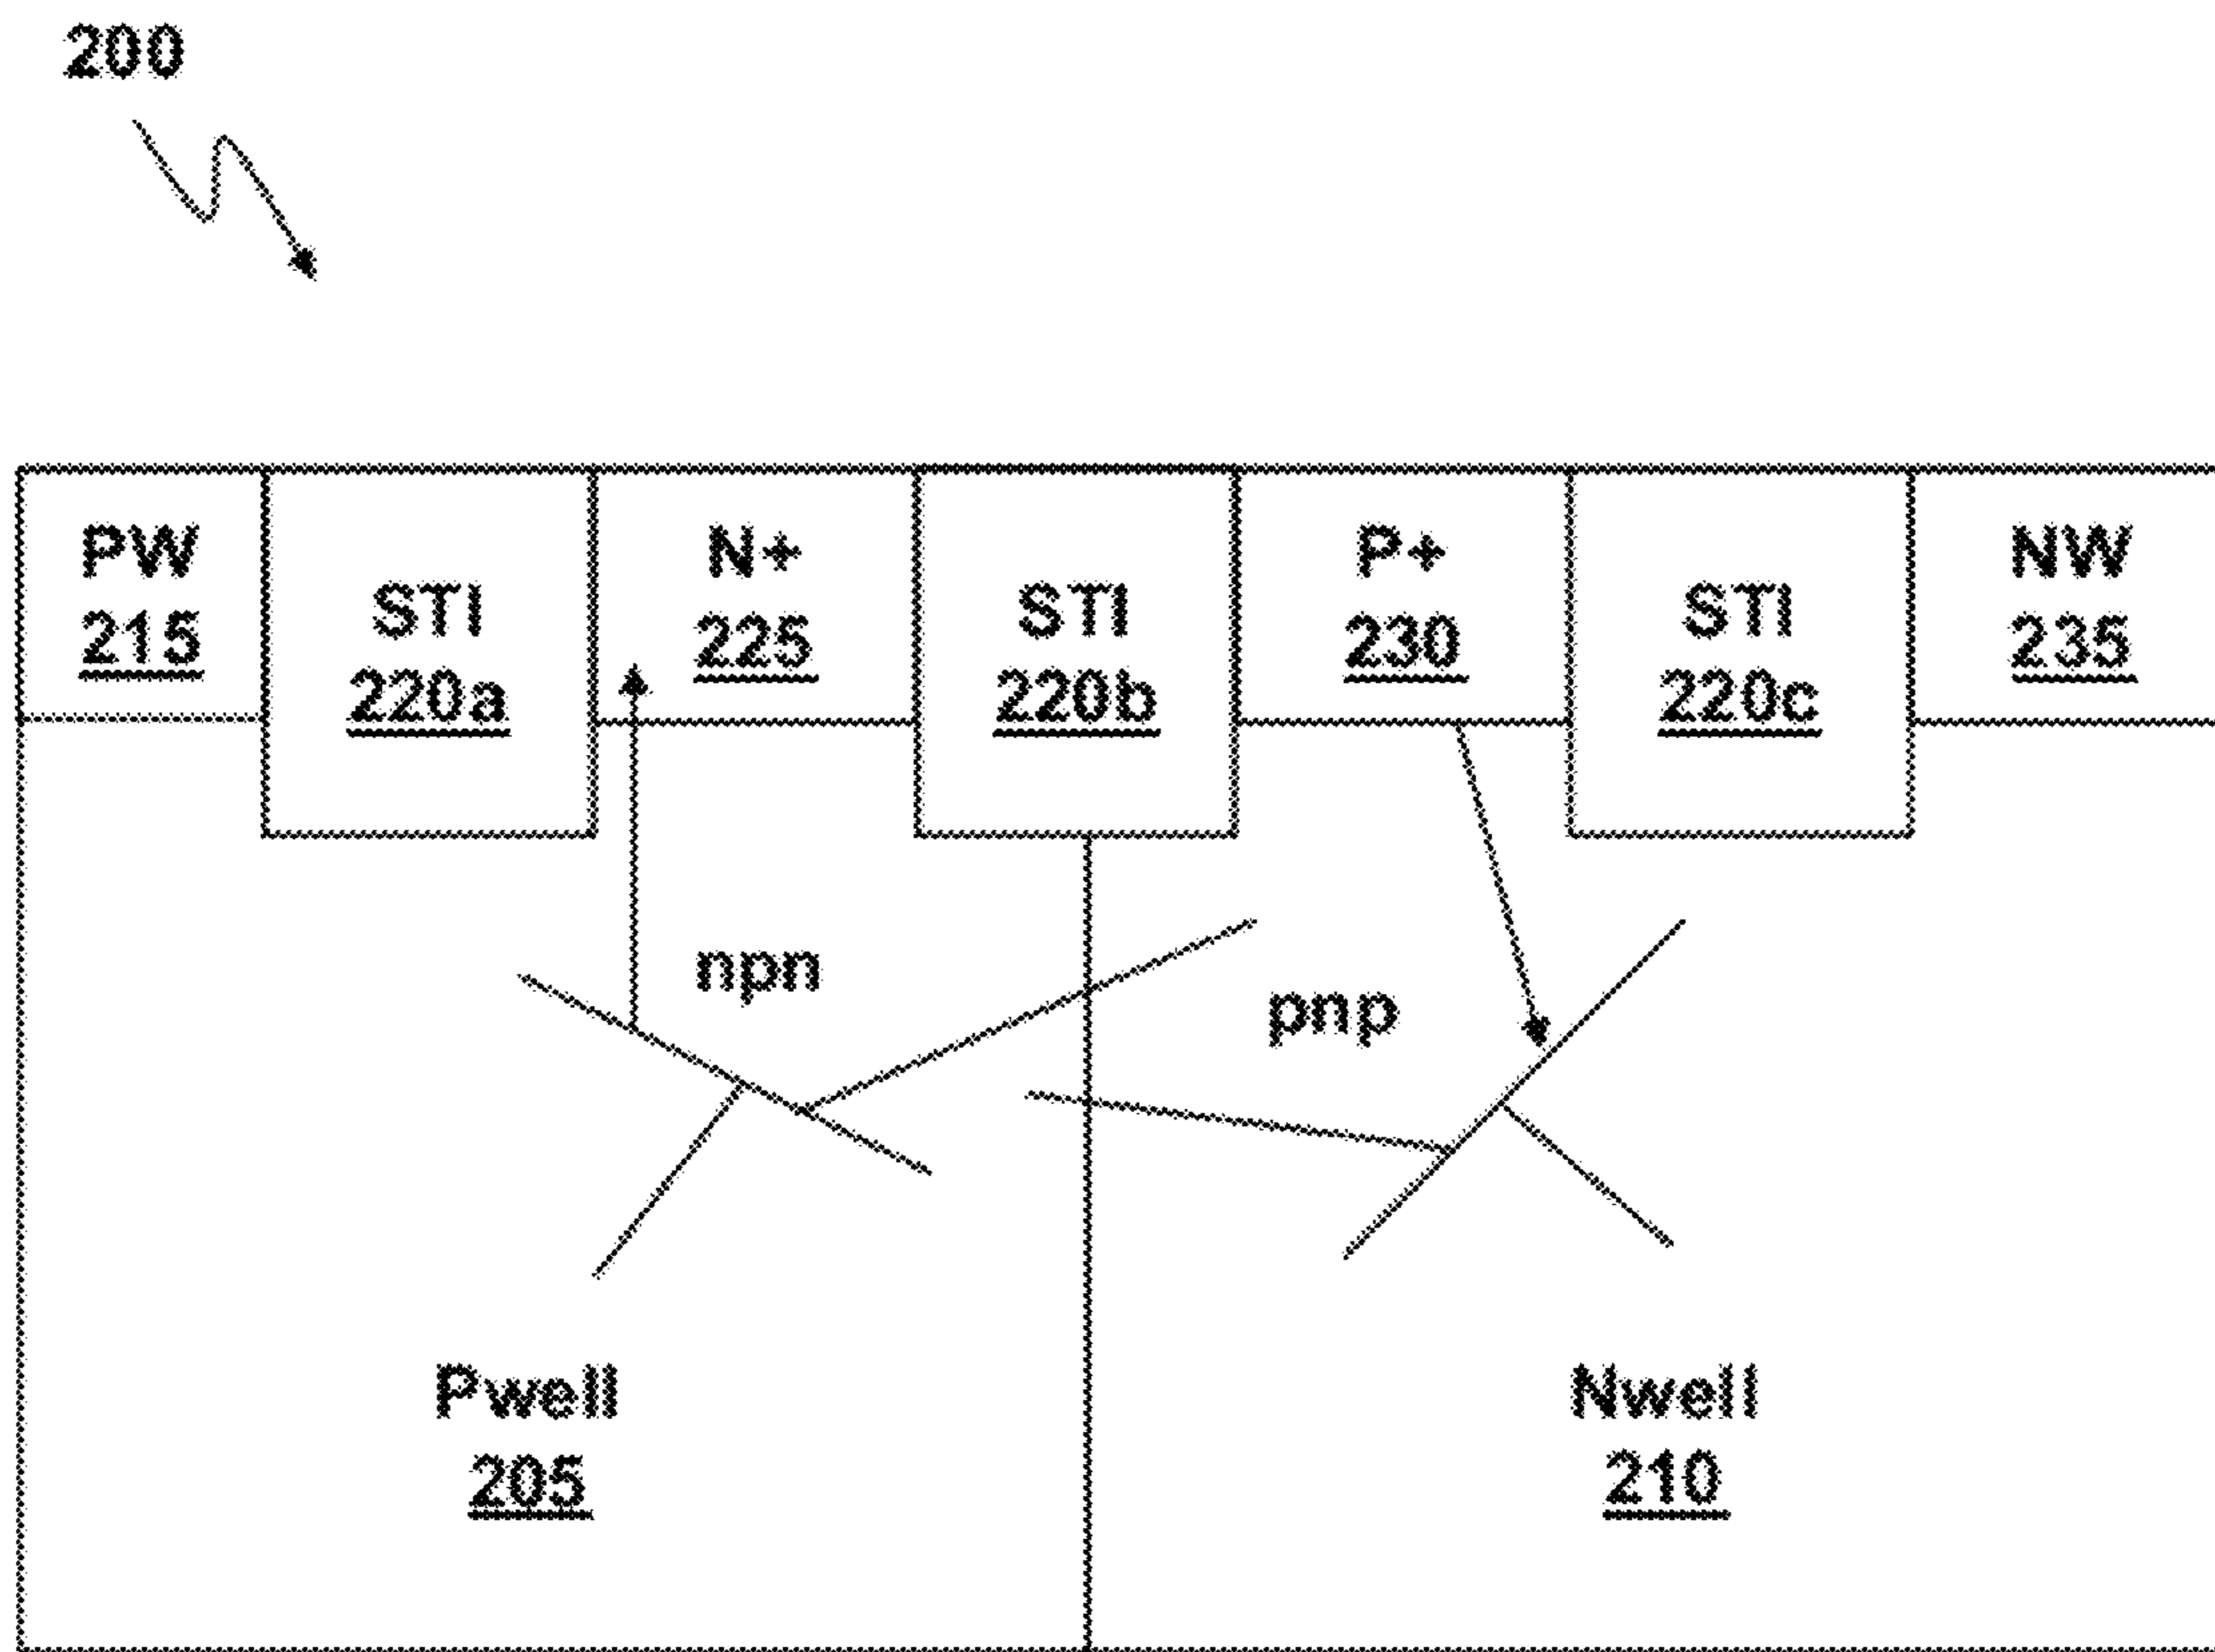 200
PW
215
STI
220a
N+
225
STI
220b
P+
230
STI
220c
NW
235
npn
pnp
Pwell
205
Nwell
210